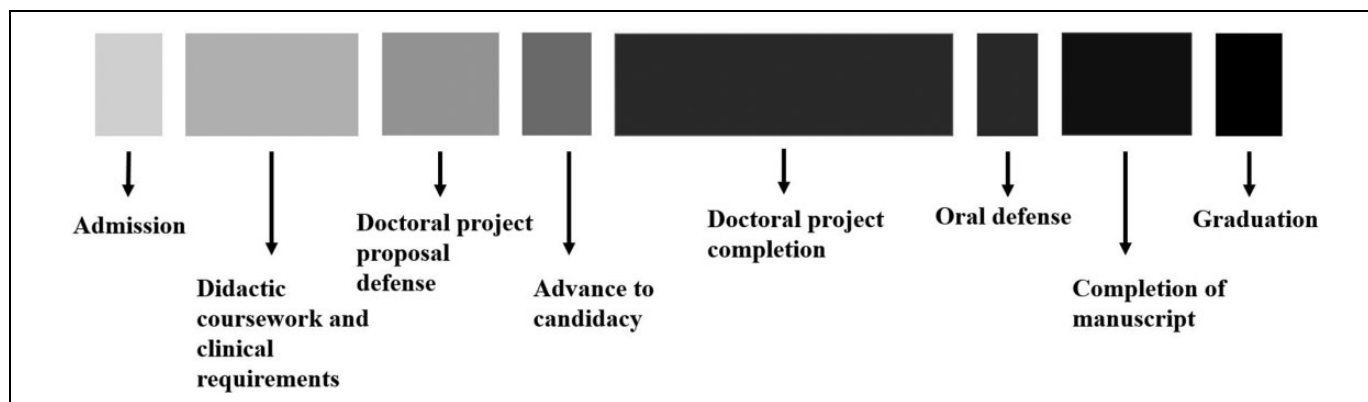 Admission
Didactic
coursework and
clinical
requirements
Doctoral project
proposal
defense
Advance to
candidacy
Doctoral project
completion
Oral defense
Completion of
manuscript
Graduation